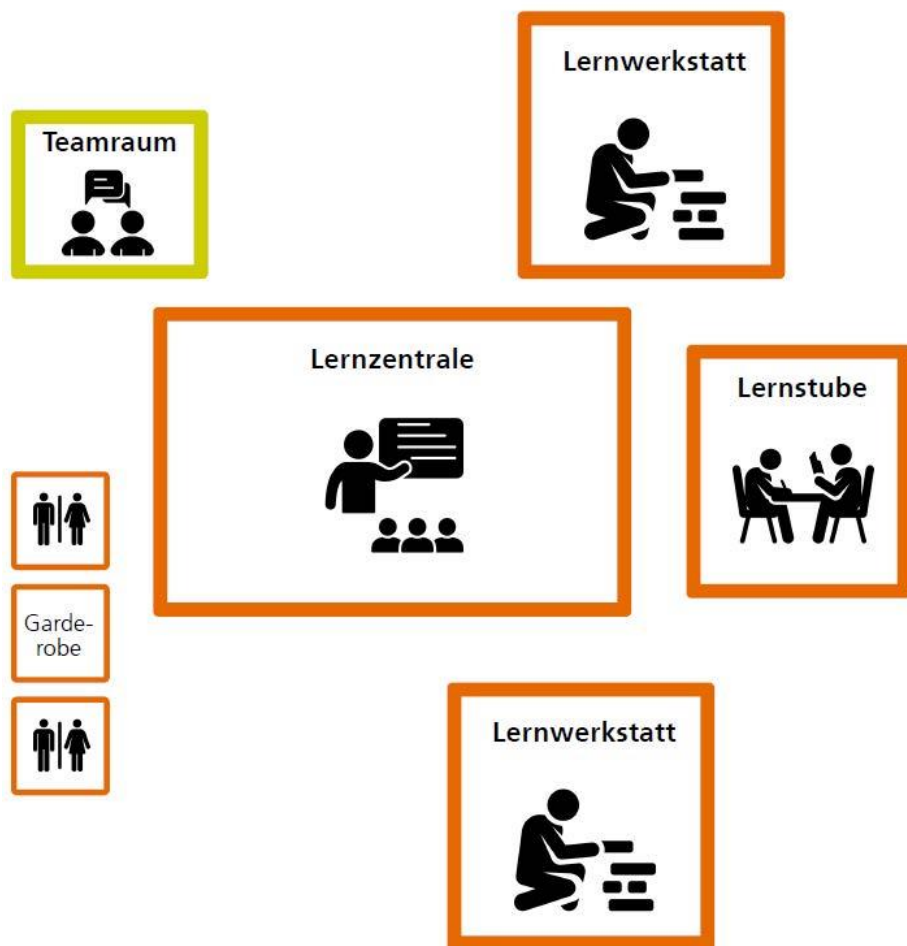 Lernwerkstatt
Teamraum
Lernzentrale
Lernstube
Garde-
robe
Lernwerkstatt